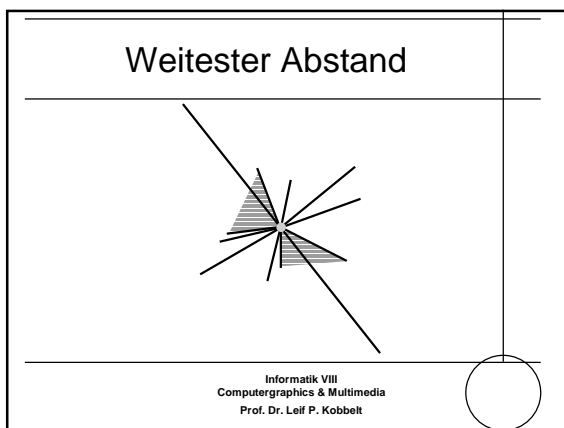 Weitester Abstand
Informatik VIII
Computergraphics & Multimedia
Prof. Dr. Leif P. Kobbelt